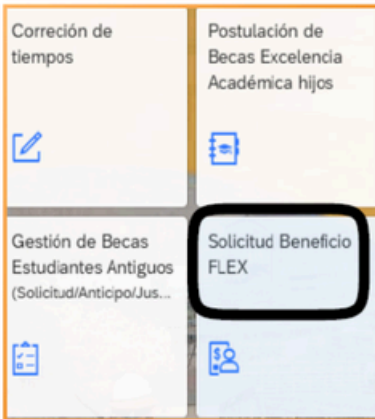 Correción de
tiempos
Postulación de
Becas Excelencia
Académica hijos
Gestión de Becas
Estudiantes Antiguos
(Solicitud/Anticipo/Jus...
Solicitud Beneficio
FLEX